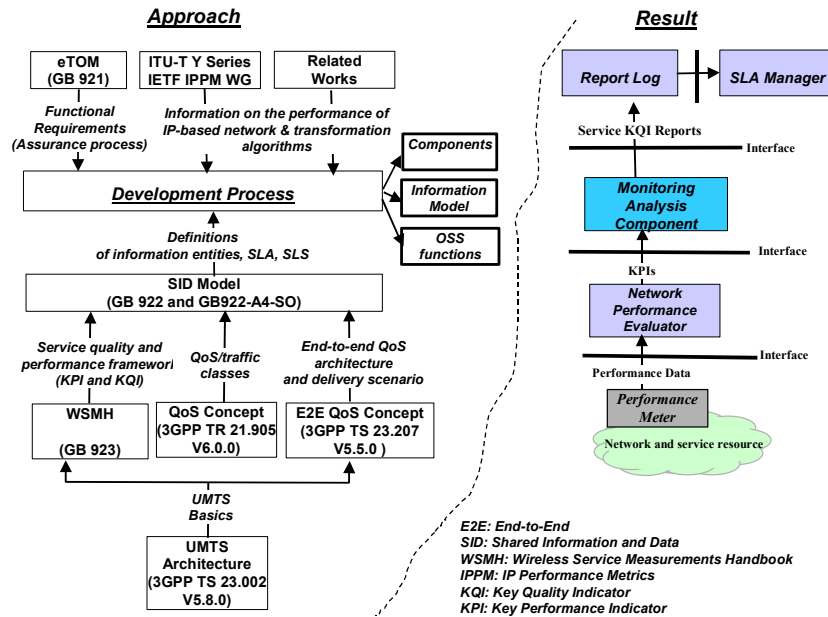 Approach
eTOM
(GB 921)
ITU-T Y Series
IETF IPPM WG
Related
Works
Functional
Requirements
(Assurance process)
Information on the performance of
IP-based network & transformation
algorithms
Development Process
Components
Information
Model
OSS
functions
Definitions
of information entities, SLA, SLS
SID Model
(GB 922 and GB922-A4-SO)
Service quality and
performance framework
(KPI and KQI)
QoS/traffic
classes
End-to-end QoS
architecture
and delivery scenario
WSMH
(GB 923)
QoS Concept
(3GPP TR 21.905
V6.0.0)
E2E QoS Concept
(3GPP TS 23.207
V5.5.0 )
UMTS
Basics
UMTS
Architecture
(3GPP TS 23.002
V5.8.0)
Result
Report Log
SLA Manager
Service KQI Reports
Interface
Monitoring
Analysis
Component
Interface
KPIs
Network
Performance
Evaluator
Interface
Performance Data
Performance
Meter
Network and service resource
E2E: End-to-End
SID: Shared Information and Data
WSMH: Wireless Service Measurements Handbook
IPPM: IP Performance Metrics
KQI: Key Quality Indicator
KPI: Key Performance Indicator